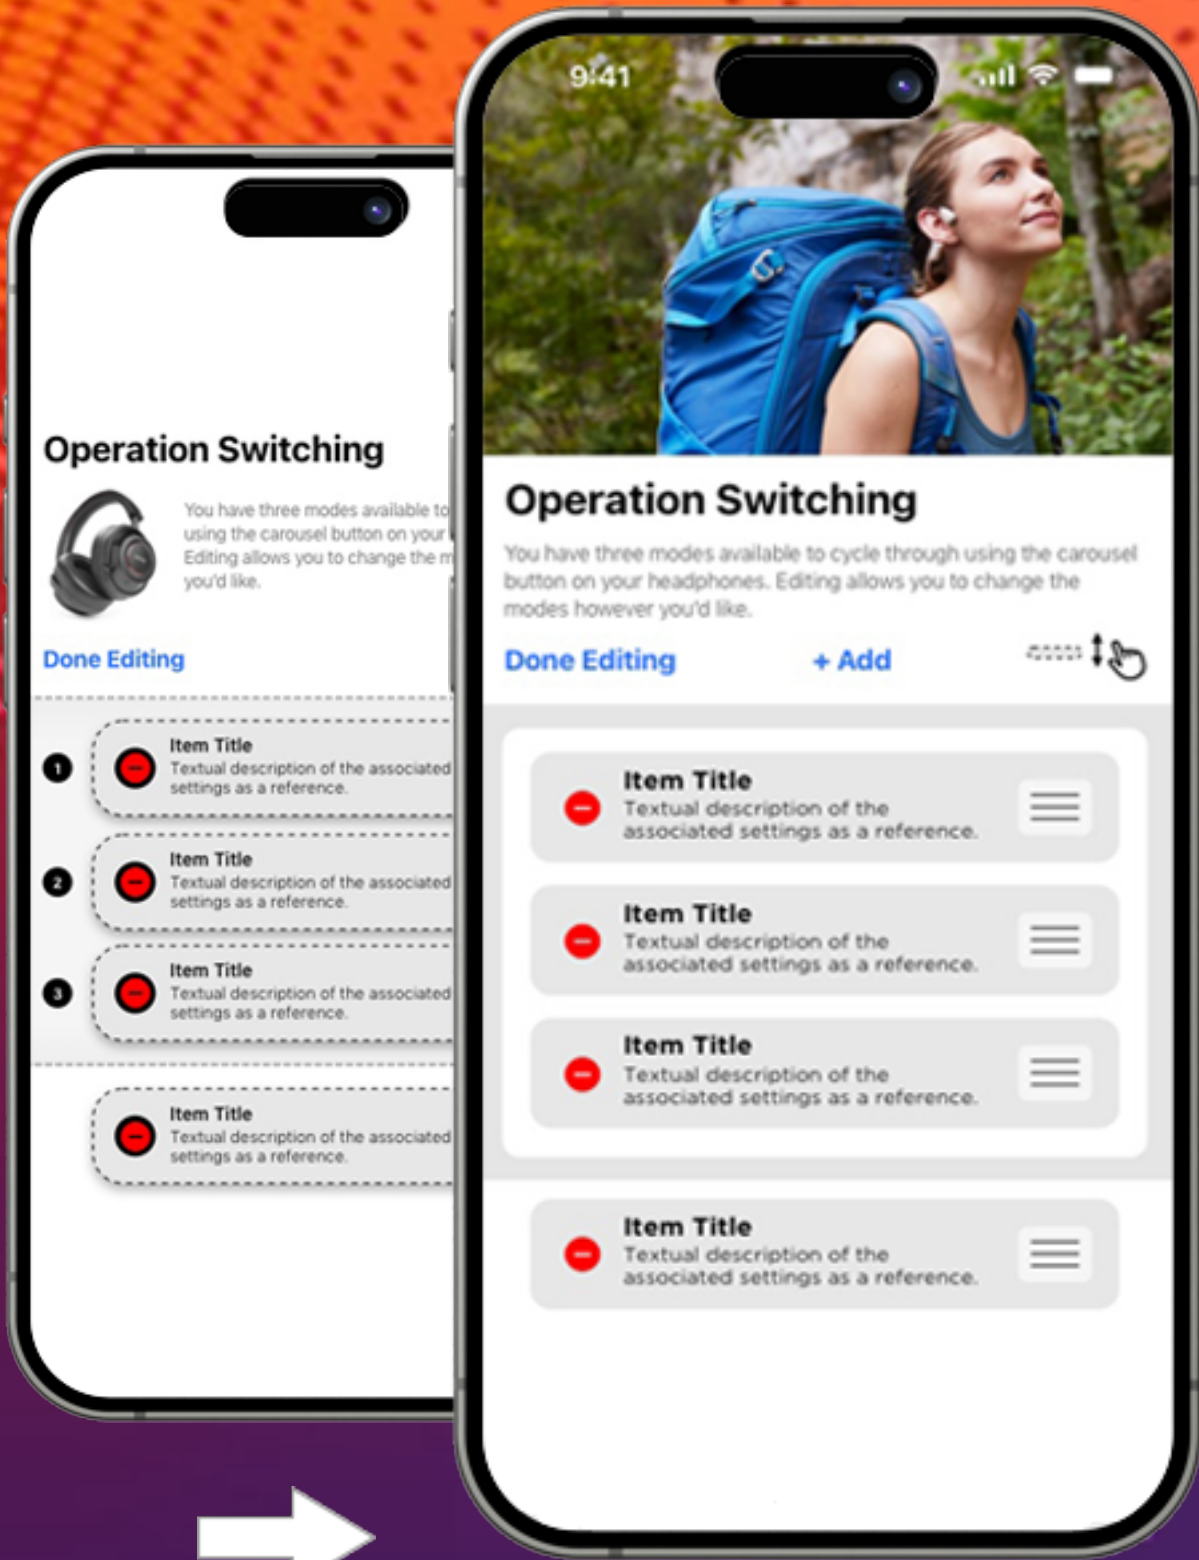 Operation Switching
You have three modes available to
using the carousel button on your
Editing allows you to change the m
you'd like.
Done Editing
1
Item Title
Textual description of the associated
settings as a reference.
2
Item Title
Textual description of the associated
settings as a reference.
3
Item Title
Textual description of the associated
settings as a reference.
Item Title
Textual description of the associated
settings as a reference.
9:41
Operation Switching
You have three modes available to cycle through using the carousel
button on your headphones. Editing allows you to change the
modes however you'd like.
Done Editing + Add
Item Title
Textual description of the
associated settings as a reference.
Item Title
Textual description of the
associated settings as a reference.
Item Title
Textual description of the
associated settings as a reference.
Item Title
Textual description of the
associated settings as a reference.